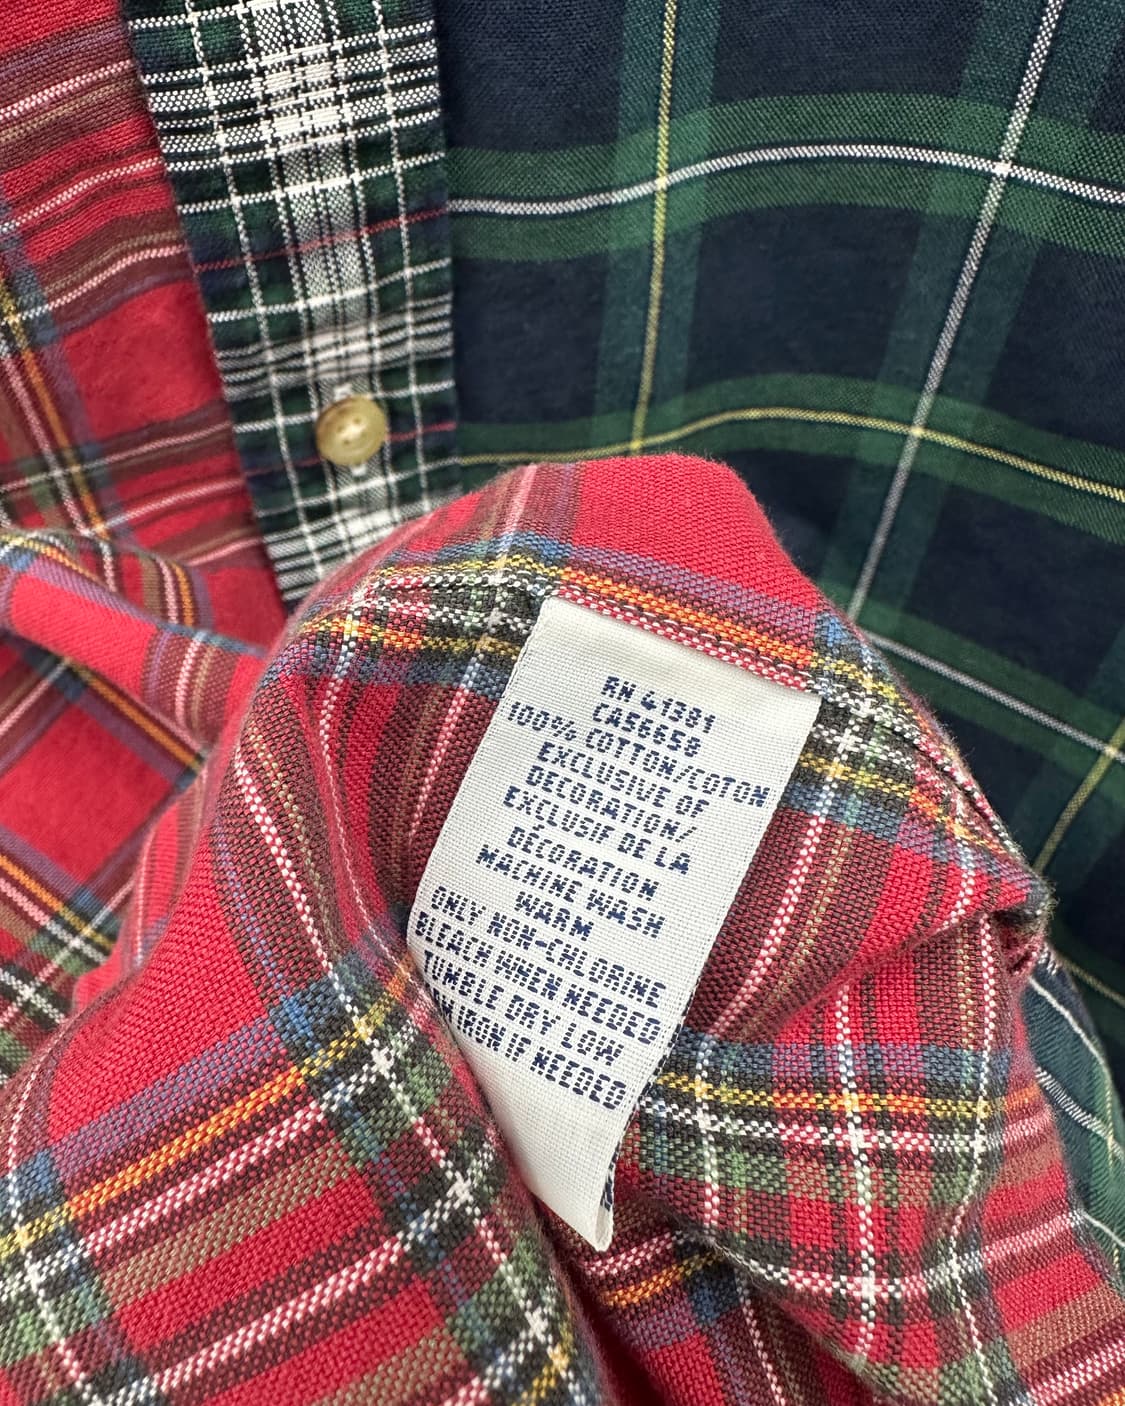 RN 41381
CA56658
100% COTTON/COTON
EXCLUSIVE OF
DECORATION/
EXCLUSIF DE LA
DÉCORATION
MACHINE WASH
WARM
ONLY NON-CHLORINE
BLEACH WHEN NEEDED
TUMBLE DRY LOW
IRON IF NEEDED